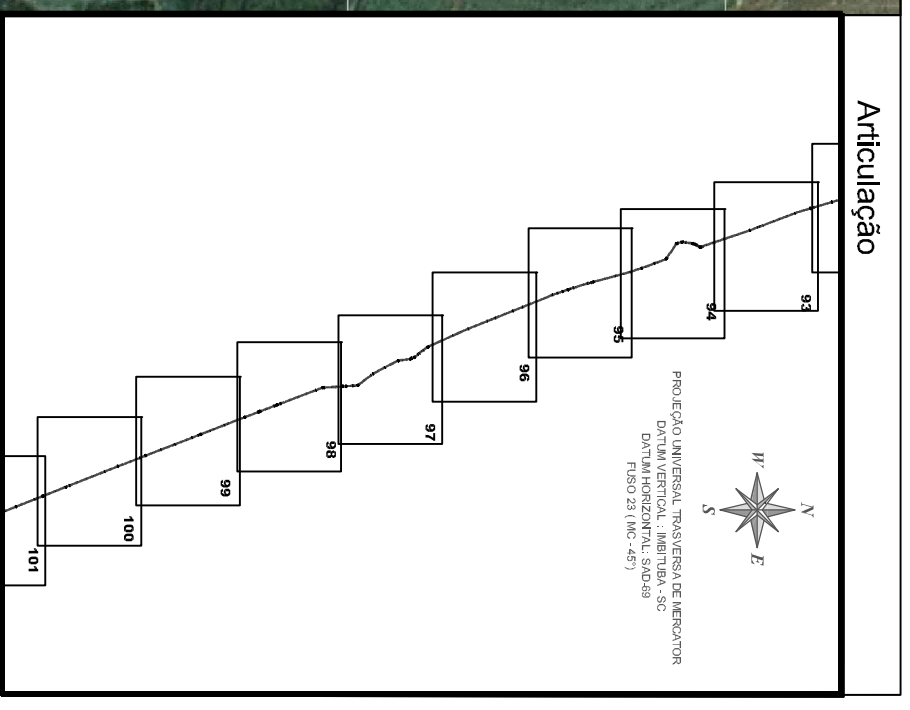 Articulação
93
94
95
96
97
98
99
100
101
N
W
E
S
PROJEÇÃO UNIVERSAL TRASVERSA DE MERCATOR
DATUM VERTICAL : IMBITUBA - SC
DATUM HORIZONTAL: SAD-69
FUSO 23 ( MC - 45°)